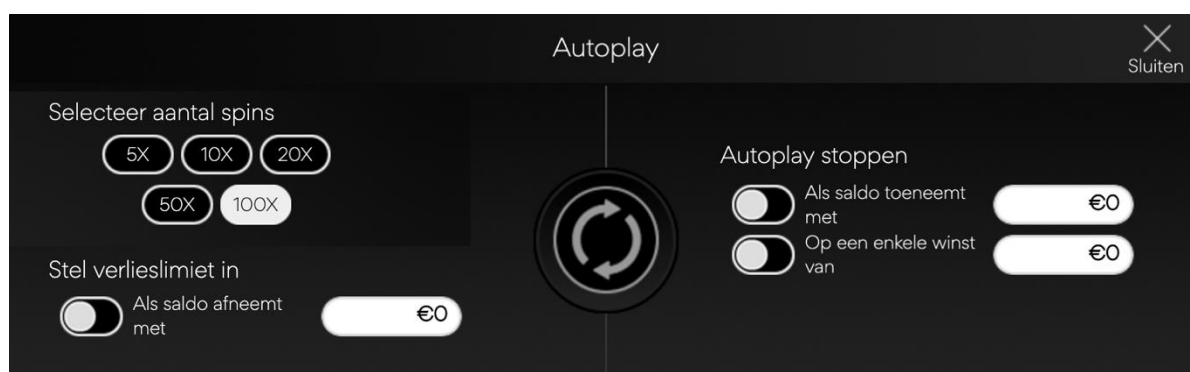 Autoplay
Sluiten
Selecteer aantal spins
5X 10X 20X
50X 100X
Stel verlieslimiet in
Als saldo afneemt
met
€0
Autoplay stoppen
Als saldo toeneemt
met
€0
Op een enkele winst
van
€0